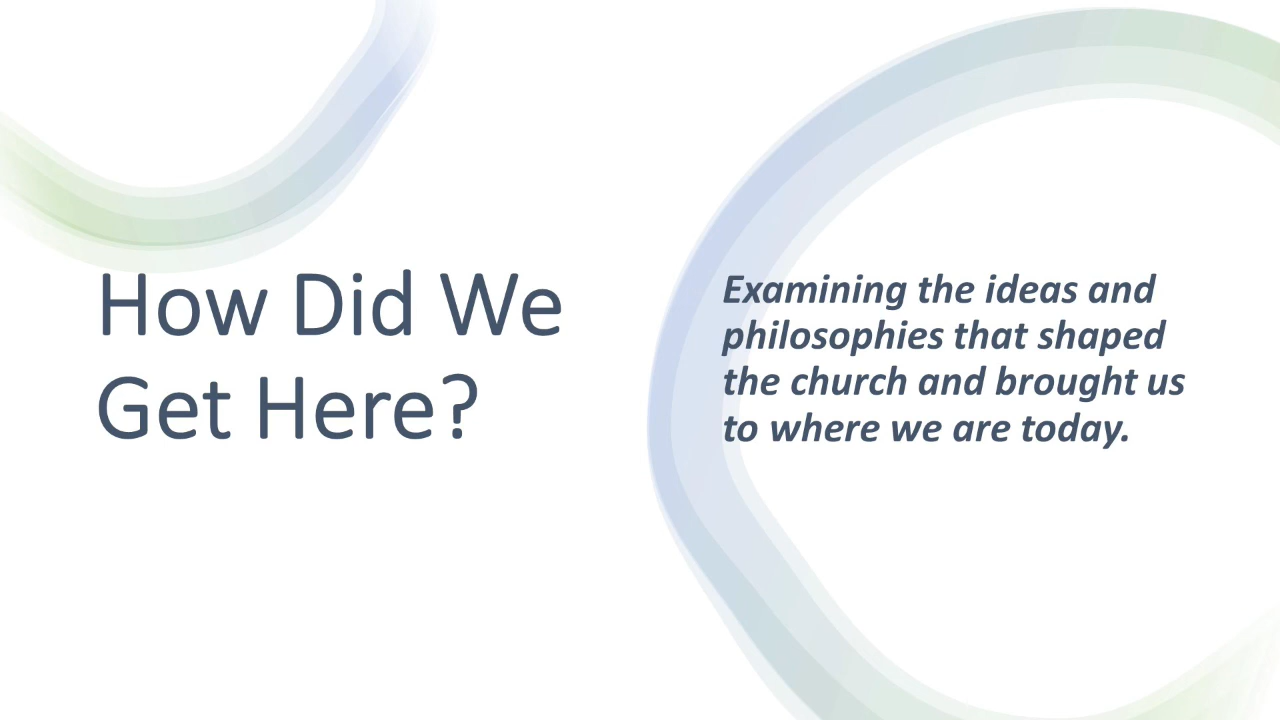 How Did We
Get Here?
Examining the ideas and
philosophies that shaped
the church and brought us
to where we are today.